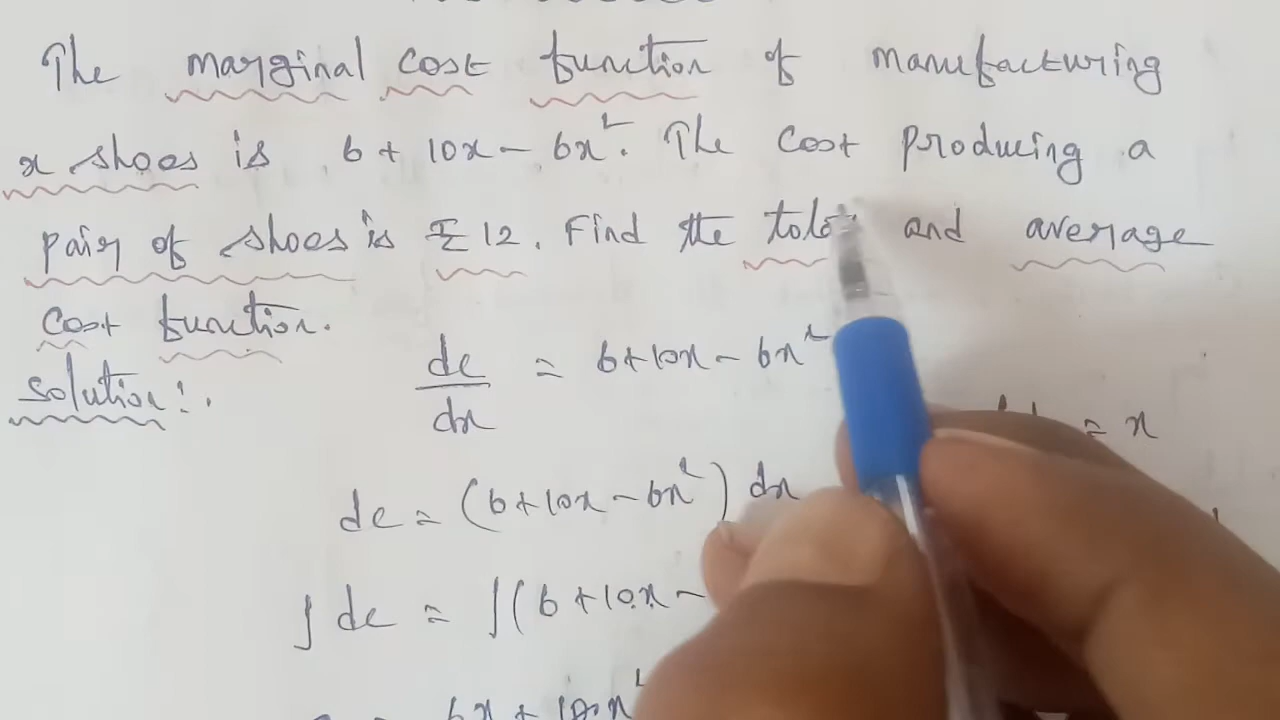 The marginal cost function of manufacturing
x shoes is 6 + 10x - 6x². The cost producing a
pair of shoes is ₹12. Find the and average
cost function.
solution:.
dc/dx = 6+10x-6x²
= x
dc = (6+10x-6x²) dx
∫dc = ∫(6+10x-